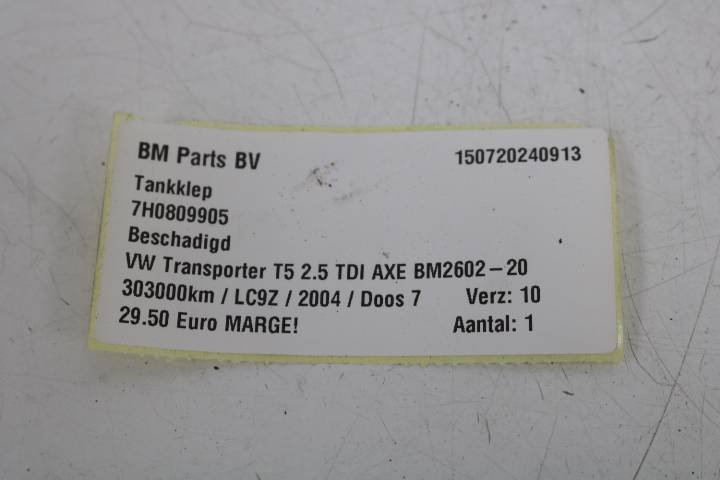 BM Parts BV 150720240913
Tankklep
7H0809905
Beschadigd
VW Transporter T5 2.5 TDI AXE BM2602-20
303000km / LC9Z / 2004 / Doos 7 Verz: 10
29.50 Euro MARGE! Aantal: 1